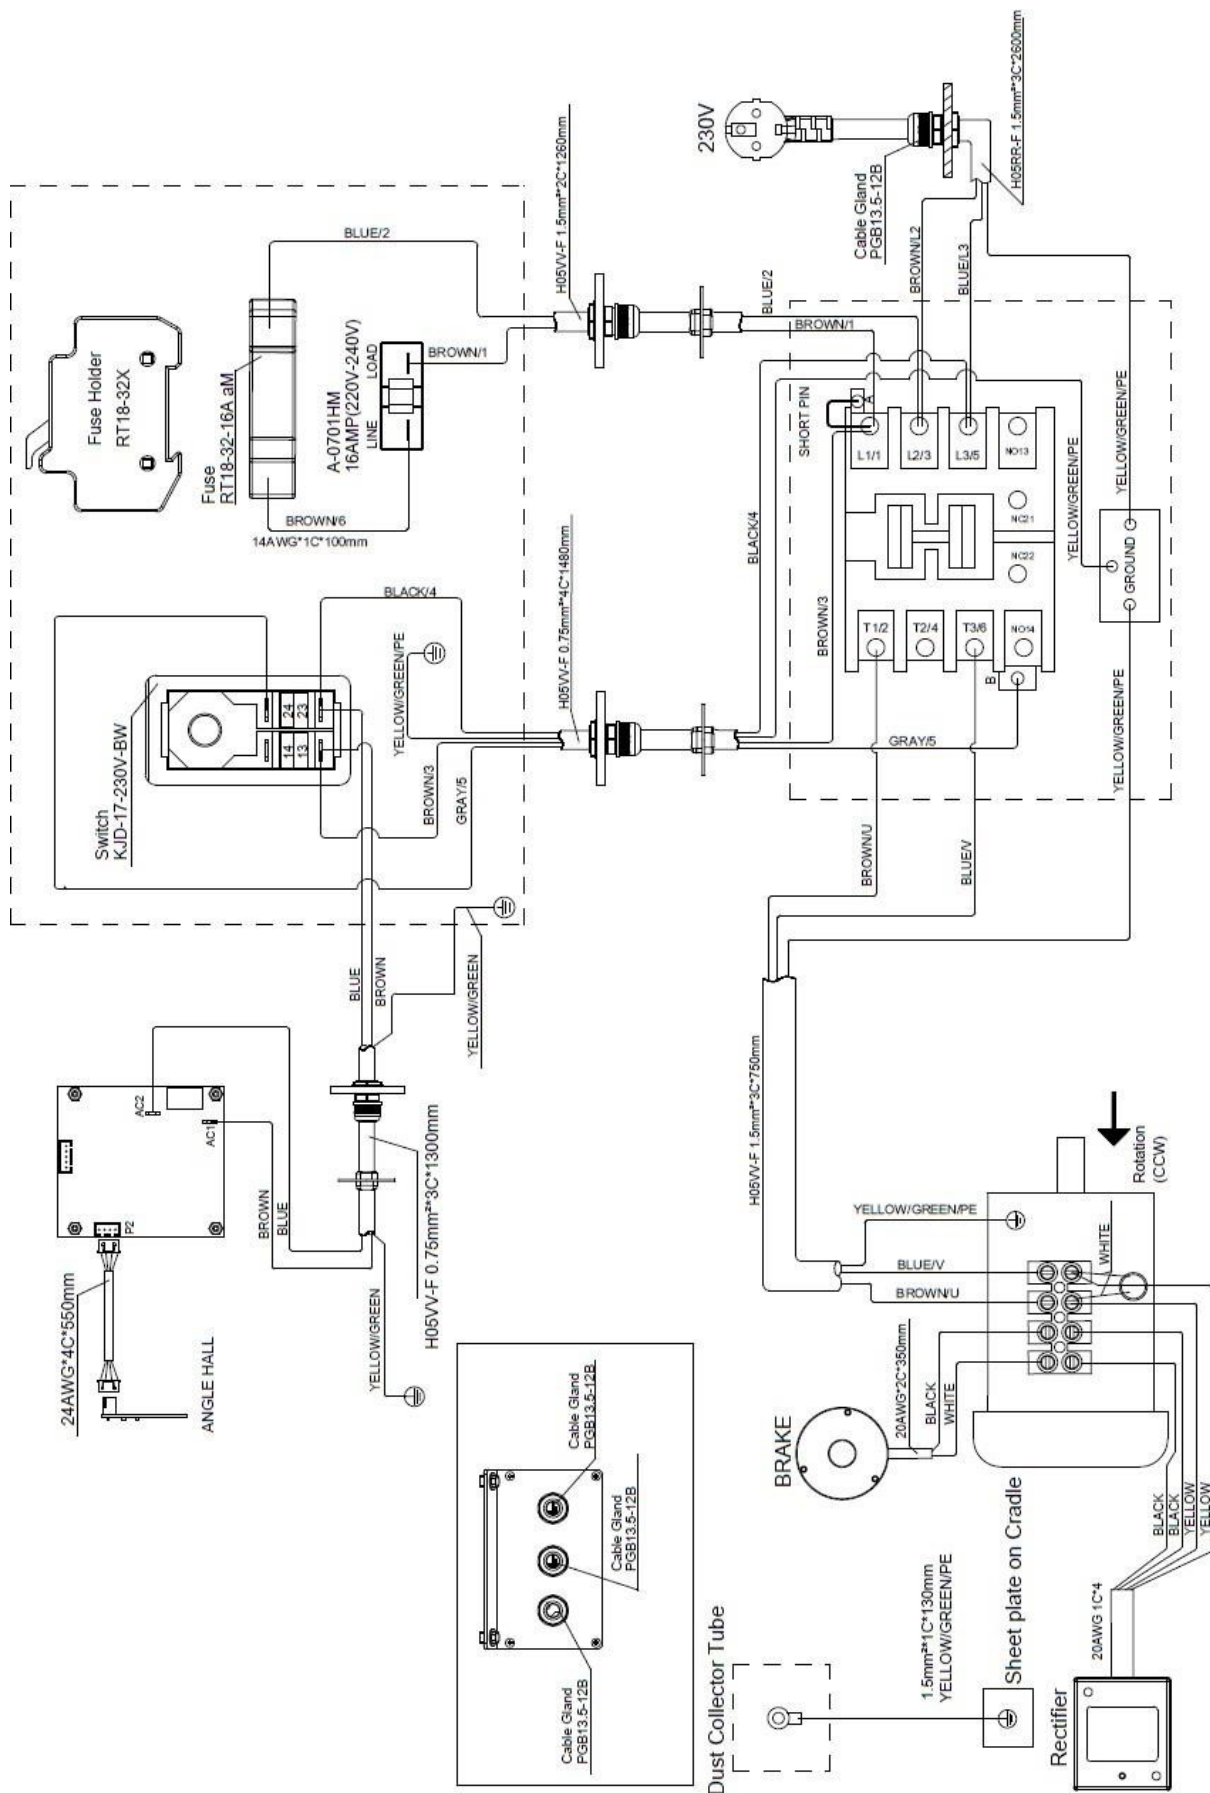 Fuse Holder
RT18-32X
Fuse
RT18-32-16A aM
A-0701HM
16AMP(220V-240V)
LINE
LOAD
BLUE/2
BROWN/1
BROWN/6
14AWG*1C*100mm
H05VV-F 1.5mm²*2C*1260mm
BLUE/2
BROWN/1
230V
Cable Gland
PGB13.5-12B
H05RR-F 1.5mm²*3C*2600mm
BROWN/L2
BLUE/L3
YELLOW/GREEN/PE
YELLOW/GREEN/PE
SHORT PIN
A
L1/1
L2/3
L3/5
NO13
NC21
NC22
T1/2
T2/4
T3/6
NO14
B
GROUND
YELLOW/GREEN/PE
BLACK/4
BROWN/3
GRAY/5
Switch
KJD-17-230V-BW
24
23
14
13
BLACK/4
YELLOW/GREEN/PE
BROWN/3
GRAY/5
H05VV-F 0.75mm²*4C*1480mm
BLUE
BROWN
YELLOW/GREEN
AC2
AC1
P2
BROWN
BLUE
24AWG*4C*550mm
ANGLE HALL
YELLOW/GREEN
H05VV-F 0.75mm²*3C*1300mm
BROWN/U
BLUE/V
H05VV-F 1.5mm²*3C*750mm
YELLOW/GREEN/PE
BLUE/V
BROWN/U
WHITE
Rotation
(CCW)
20AWG*2C*350mm
BLACK
WHITE
BRAKE
BLACK
BLACK
YELLOW
YELLOW
20AWG 1C*4
Rectifier
Sheet plate on Cradle
1.5mm²*1C*130mm
YELLOW/GREEN/PE
Dust Collector Tube
Cable Gland
PGB13.5-12B
Cable Gland
PGB13.5-12B
Cable Gland
PGB13.5-12B